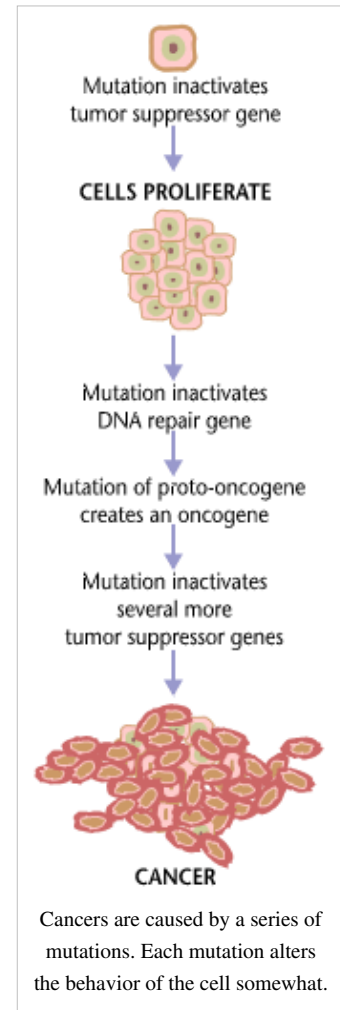 Mutation inactivates
tumor suppressor gene
CELLS PROLIFERATE
Mutation inactivates
DNA repair gene
Mutation of proto-oncogene
creates an oncogene
Mutation inactivates
several more
tumor suppressor genes
CANCER
Cancers are caused by a series of
mutations. Each mutation alters
the behavior of the cell somewhat.